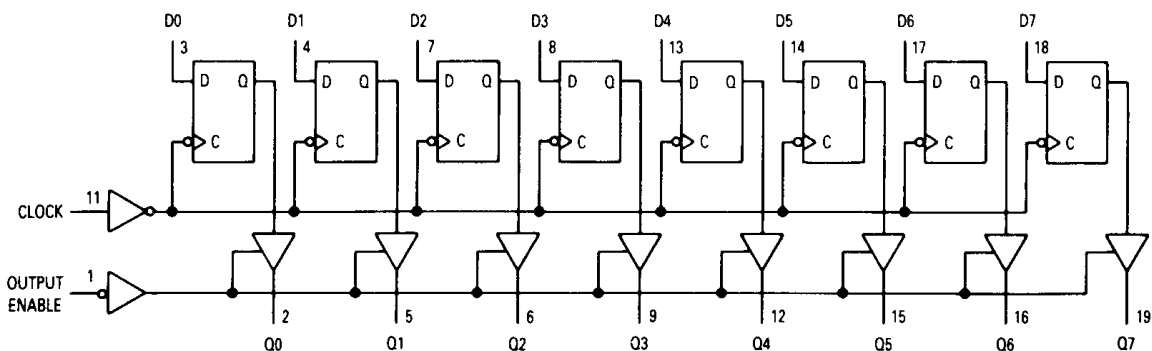 D0 D1 D2 D3 D4 D5 D6 D7
3 4 7 8 13 14 17 18
D Q D Q D Q D Q D Q D Q D Q D Q
C C C C C C C C
11
CLOCK
1
OUTPUT
ENABLE
2 5 6 9 12 15 16 19
Q0 Q1 Q2 Q3 Q4 Q5 Q6 Q7